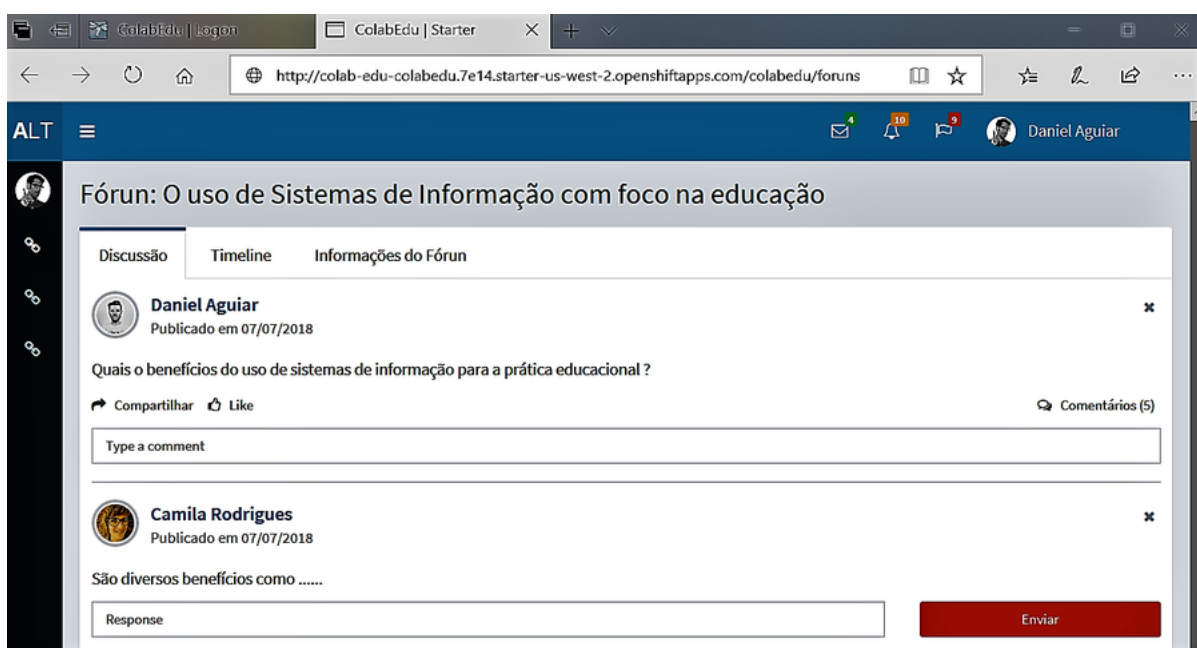 ColabEdu | Logon
ColabEdu | Starter
http://colab-edu-colabedu.7e14.starter-us-west-2.openshiftapps.com/colabedu/foruns
ALT
4
10
9
Daniel Aguiar
Fórun: O uso de Sistemas de Informação com foco na educação
Discussão Timeline Informações do Fórun
Daniel Aguiar
Publicado em 07/07/2018
Quais o benefícios do uso de sistemas de informação para a prática educacional ?
Compartilhar Like Comentários (5)
Type a comment
Camila Rodrigues
Publicado em 07/07/2018
São diversos benefícios como ......
Response Enviar